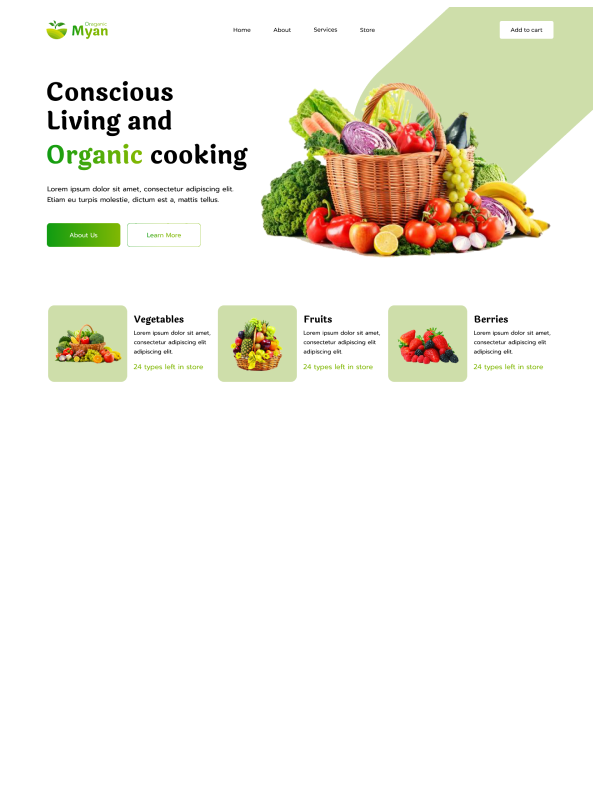 Oreganic
Myan
Home
About
Services
Store
Add to cart
Conscious
Living and
Organic cooking
Lorem ipsum dolor sit amet, consectetur adipiscing elit.
Etiam eu turpis molestie, dictum est a, mattis tellus.
About Us
Learn More
Vegetables
Lorem ipsum dolor sit amet,
consectetur adipiscing elit
adipiscing elit.
24 types left in store
Fruits
Lorem ipsum dolor sit amet,
consectetur adipiscing elit
adipiscing elit.
24 types left in store
Berries
Lorem ipsum dolor sit amet,
consectetur adipiscing elit
adipiscing elit.
24 types left in store